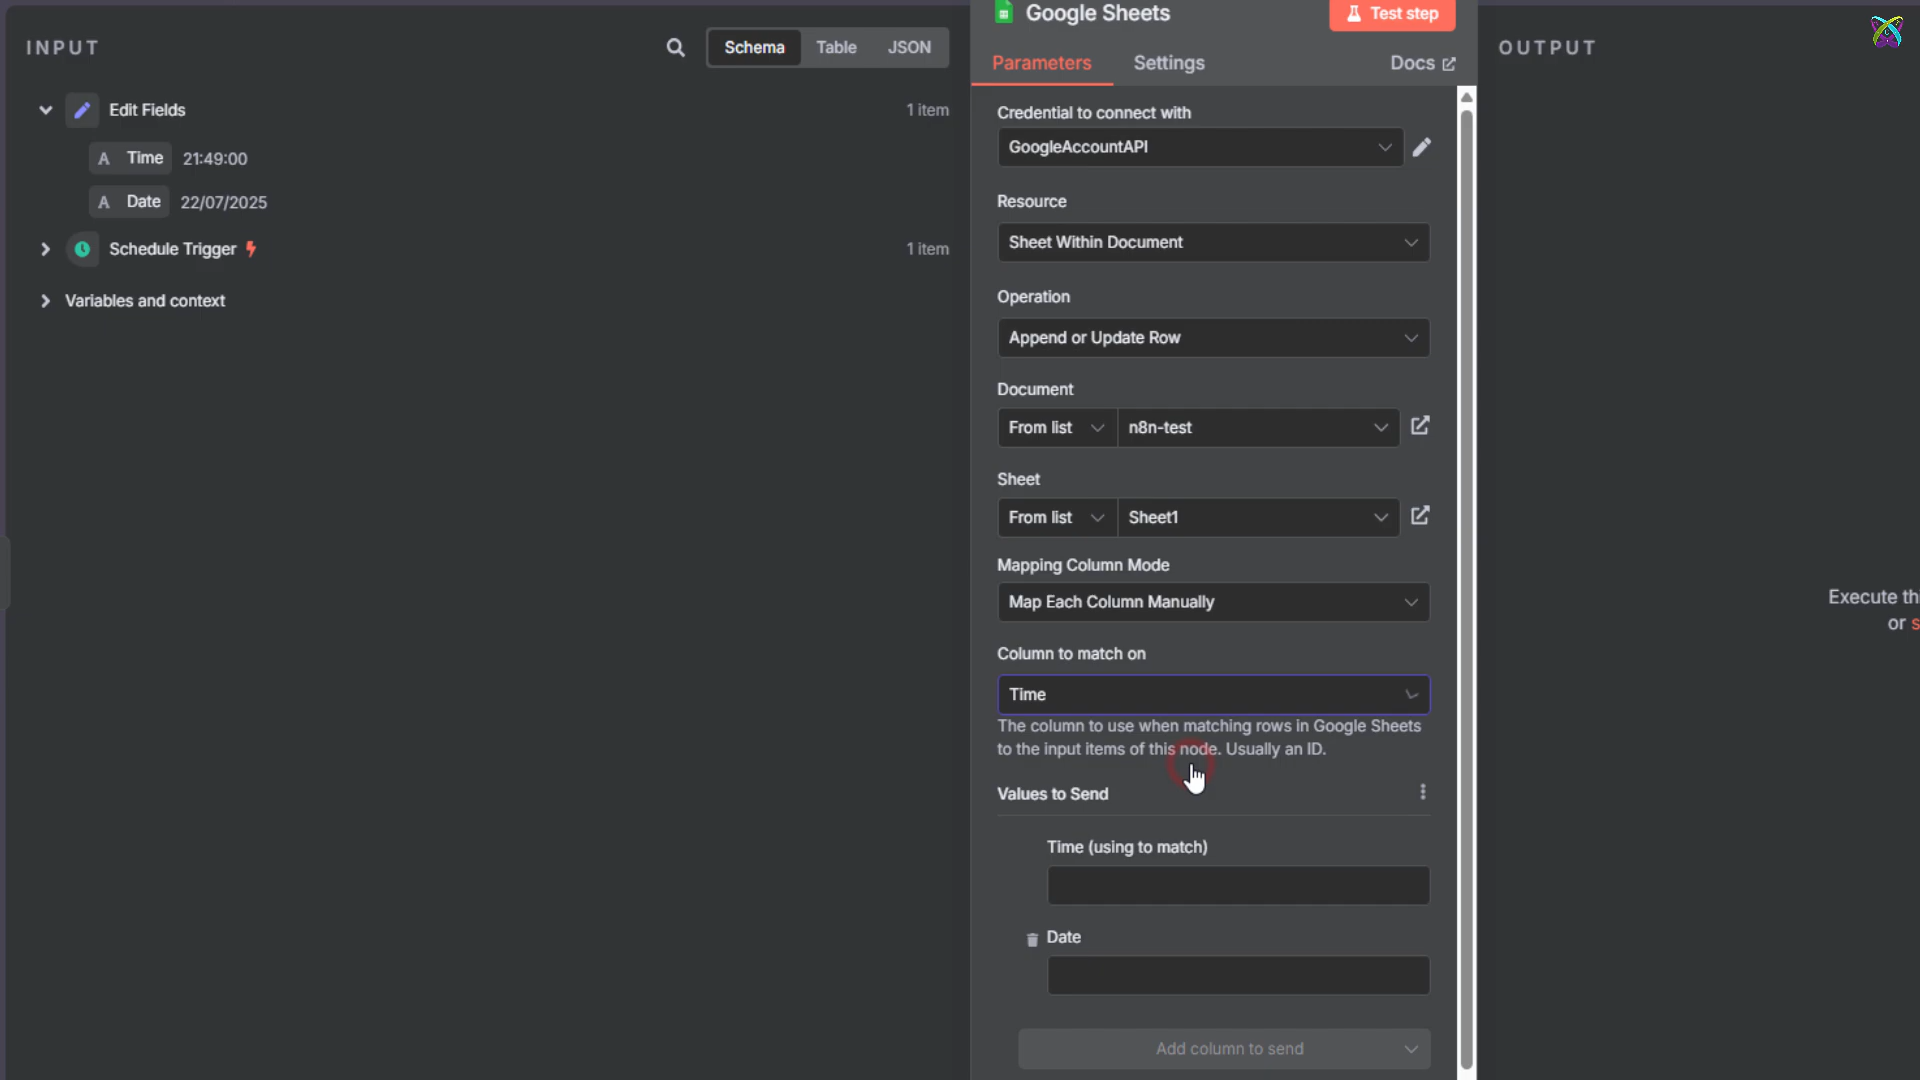 INPUT
Schema
Table
JSON
Edit Fields
1 item
A Time 21:49:00
A Date 22/07/2025
Schedule Trigger
1 item
Variables and context
Google Sheets
Test step
Parameters
Settings
Docs
Credential to connect with
GoogleAccountAPI
Resource
Sheet Within Document
Operation
Append or Update Row
Document
From list
n8n-test
Sheet
From list
Sheet1
Mapping Column Mode
Map Each Column Manually
Column to match on
Time
The column to use when matching rows in Google Sheets
to the input items of this node. Usually an ID.
Values to Send
Time (using to match)
Date
Add column to send
OUTPUT
Execute thi
or s